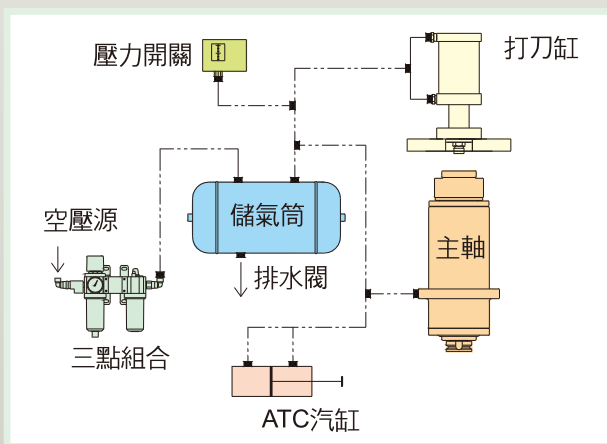 壓力開關
打刀缸
空壓源
儲氣筒
主軸
排水閥
三點組合
ATC汽缸